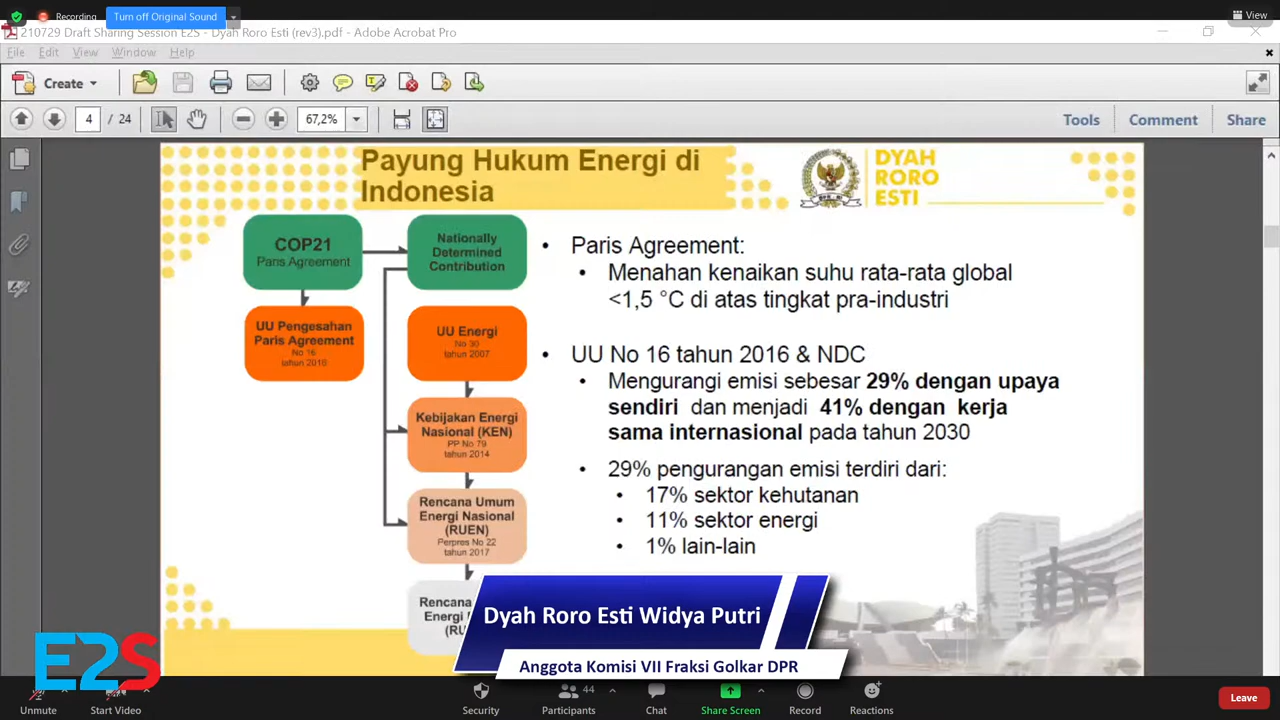 Recording
Turn off Original Sound
View
210729 Draft Sharing Session E2S - Dyah Roro Esti (rev3).pdf - Adobe Acrobat Pro
File Edit View Window Help
Create
4 / 24
67,2%
Tools Comment Share
Payung Hukum Energi di
Indonesia
DYAH
RORO
ESTI
COP21
Paris Agreement
Nationally
Determined
Contribution
UU Pengesahan
Paris Agreement
No 16
tahun 2016
UU Energi
No 30
tahun 2007
Kebijakan Energi
Nasional (KEN)
PP No 79
tahun 2014
Rencana Umum
Energi Nasional
(RUEN)
Perpres No 22
tahun 2017
Rencana
Energi
(RU
• Paris Agreement:
• Menahan kenaikan suhu rata-rata global
<1,5 °C di atas tingkat pra-industri
• UU No 16 tahun 2016 & NDC
• Mengurangi emisi sebesar 29% dengan upaya
sendiri dan menjadi 41% dengan kerja
sama internasional pada tahun 2030
• 29% pengurangan emisi terdiri dari:
• 17% sektor kehutanan
• 11% sektor energi
• 1% lain-lain
Dyah Roro Esti Widya Putri
Anggota Komisi VII Fraksi Golkar DPR
E2S
Unmute
Start Video
Security
44
Participants
Chat
Share Screen
Record
Reactions
Leave